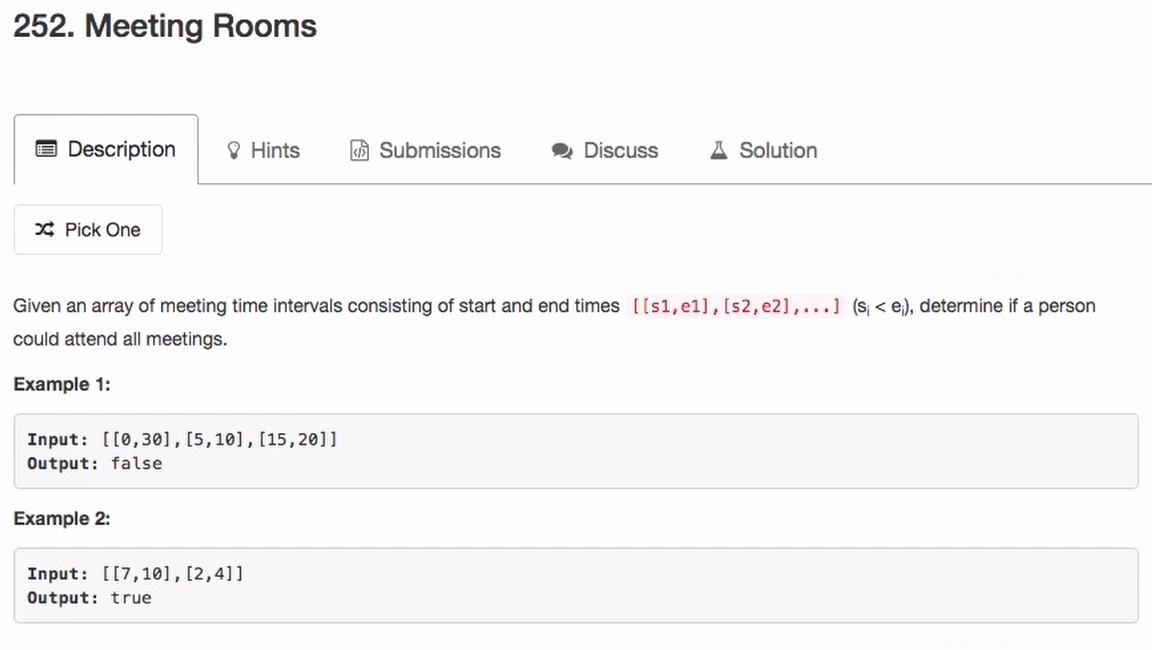 252. Meeting Rooms
Description Hints Submissions Discuss Solution
Pick One
Given an array of meeting time intervals consisting of start and end times [[s1,e1],[s2,e2],...] (si < ei), determine if a person
could attend all meetings.
Example 1:
Input: [[0,30],[5,10],[15,20]]
Output: false
Example 2:
Input: [[7,10],[2,4]]
Output: true